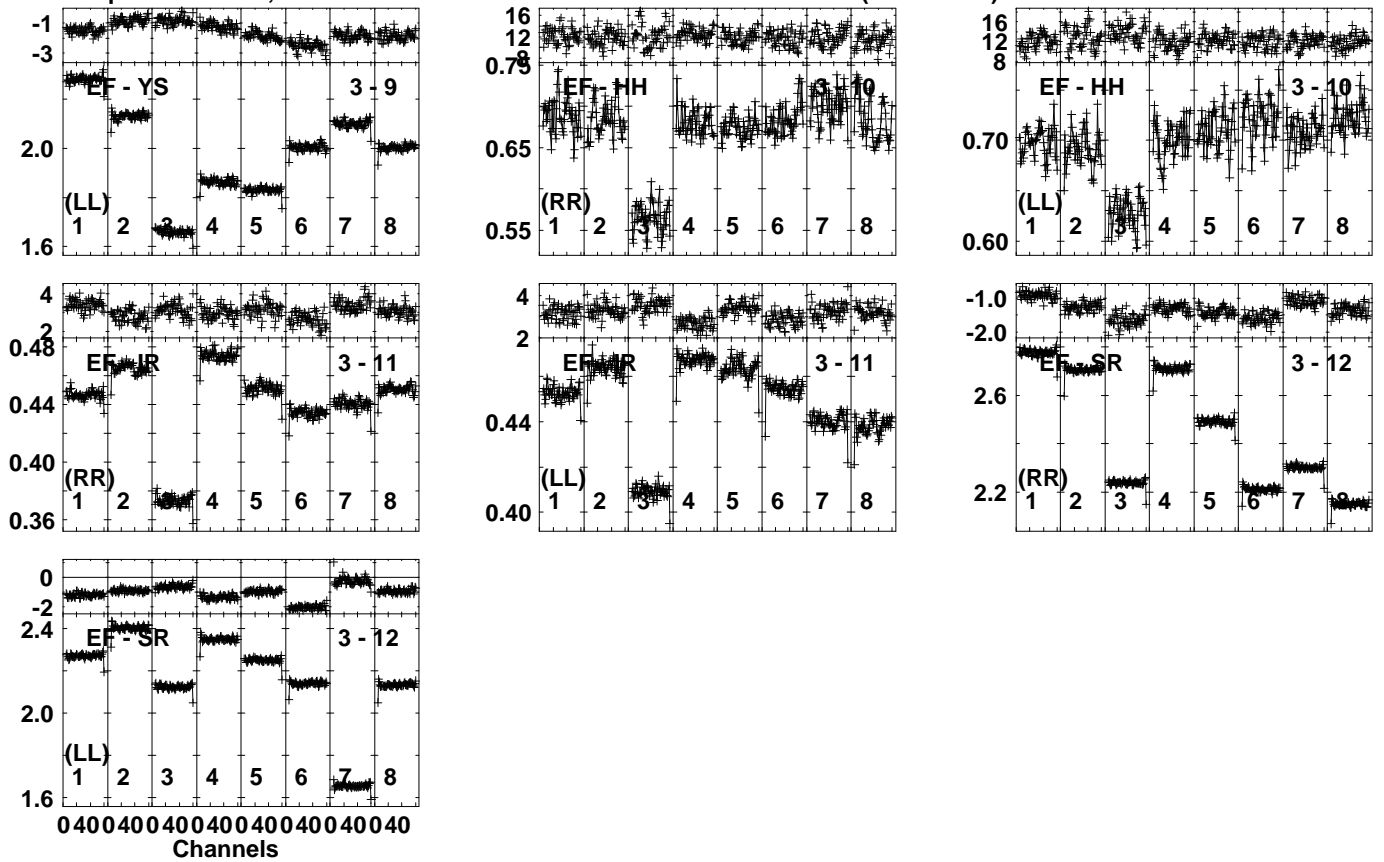 -1
-3
EF - YS 3 - 9
2.0
(LL)
1 2 3 4 5 6 7 8
1.6
16
12
8
0.75
EF - HH 3 - 10
0.65
(RR)
1 2 3 4 5 6 7 8
0.55
16
12
8
EF - HH 3 - 10
0.70
(LL)
1 2 3 4 5 6 7 8
0.60
4
2
0.48
EF - IR 3 - 11
0.44
0.40
(RR)
1 2 3 4 5 6 7 8
0.36
4
2
EF - IR 3 - 11
0.44
(LL)
1 2 3 4 5 6 7 8
0.40
-1.0
-2.0
EF - SR 3 - 12
2.6
(RR)
1 2 3 4 5 6 7 8
2.2
0
-2
2.4
EF - SR 3 - 12
2.0
(LL)
1 2 3 4 5 6 7 8
1.6
0 40 0 40 0 40 0 40 0 40 0 40 0 40 0 40
Channels